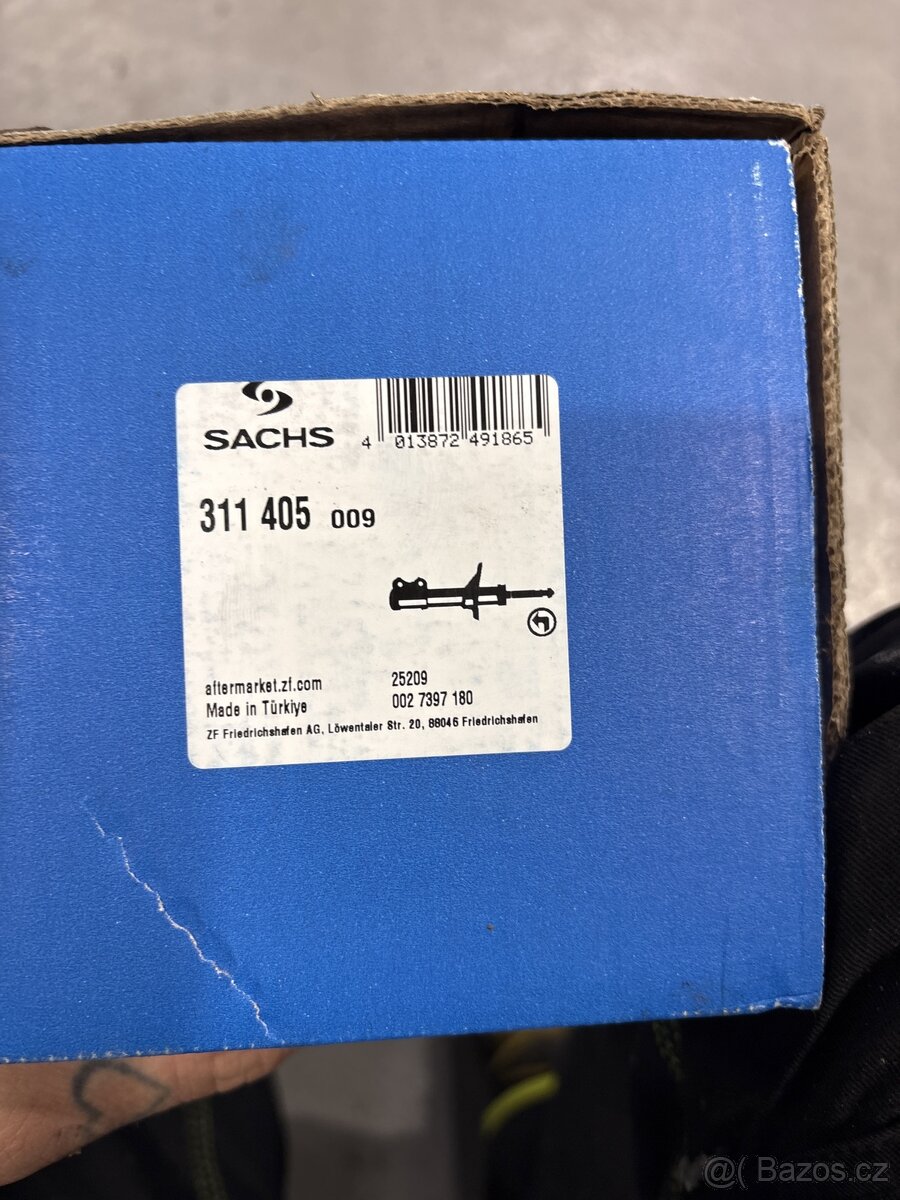 SACHS
4 013872 491865
311 405 009
aftermarket.zf.com
25209
Made in Türkiye
002 7397 180
ZF Friedrichshafen AG, Löwentaler Str. 20, 88046 Friedrichshafen
@( Bazos.cz